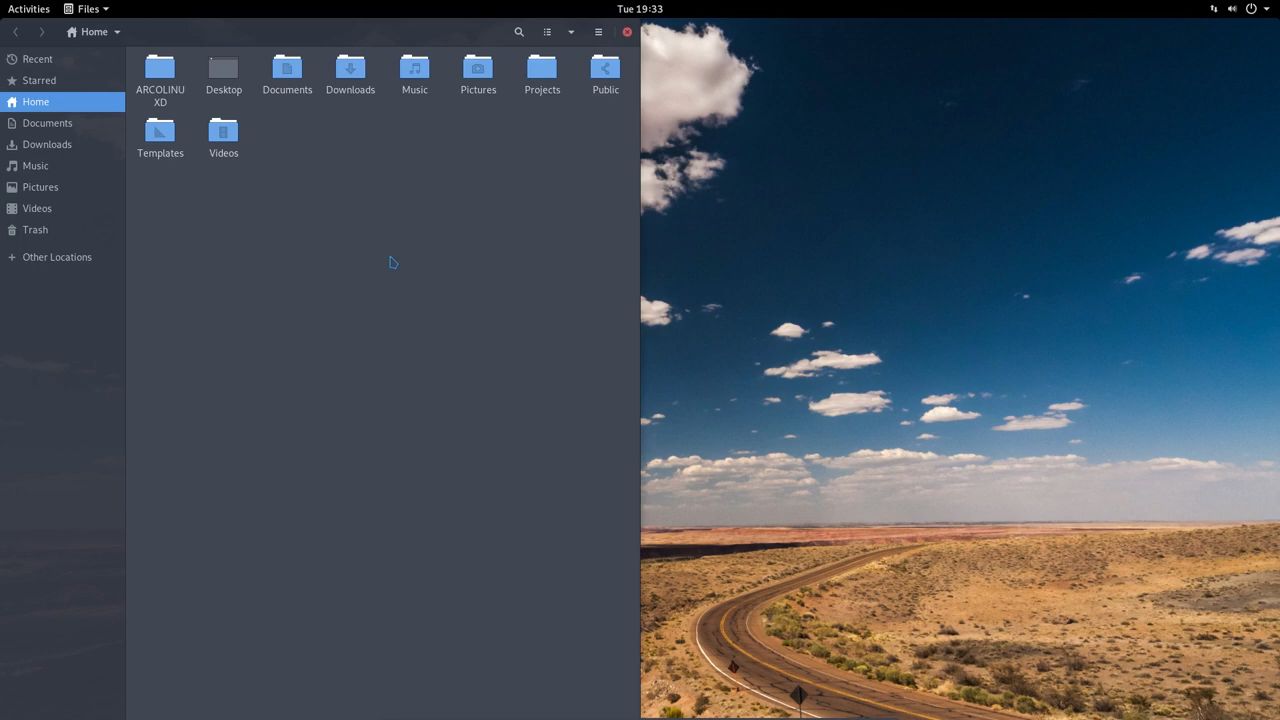 Activities Files Tue 19:33
Home
Recent
Starred
Home
Documents
Downloads
Music
Pictures
Videos
Trash
Other Locations
ARCOLINU
XD
Desktop
Documents
Downloads
Music
Pictures
Projects
Public
Templates
Videos